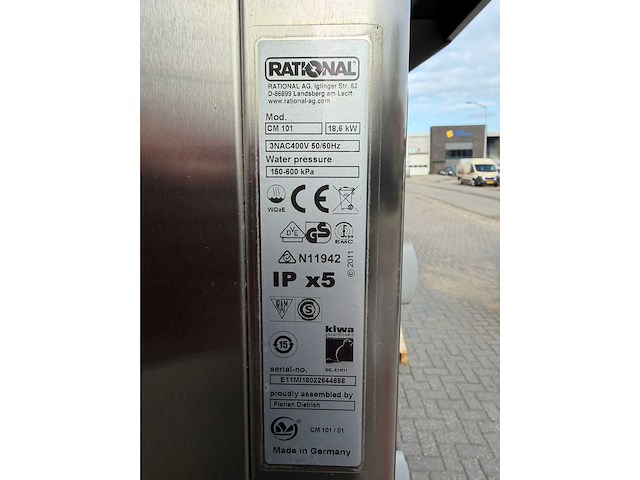 RATIONAL
RATIONAL AG, Iglinger Str. 62
D-86899 Landsberg am Lech
www.rational-ag.com
Mod.
CM 101 18,6 kW
3NAC400V 50/60Hz
Water pressure
150-600 kPa
WDaE CE
DVE GS EMC
N11942
© 2011
IP x5
S
kiwa
15
serial-no.
E11MI18022644698
proudly assembled by
Florian Dietrich
CM 101 / 01
Made in Germany